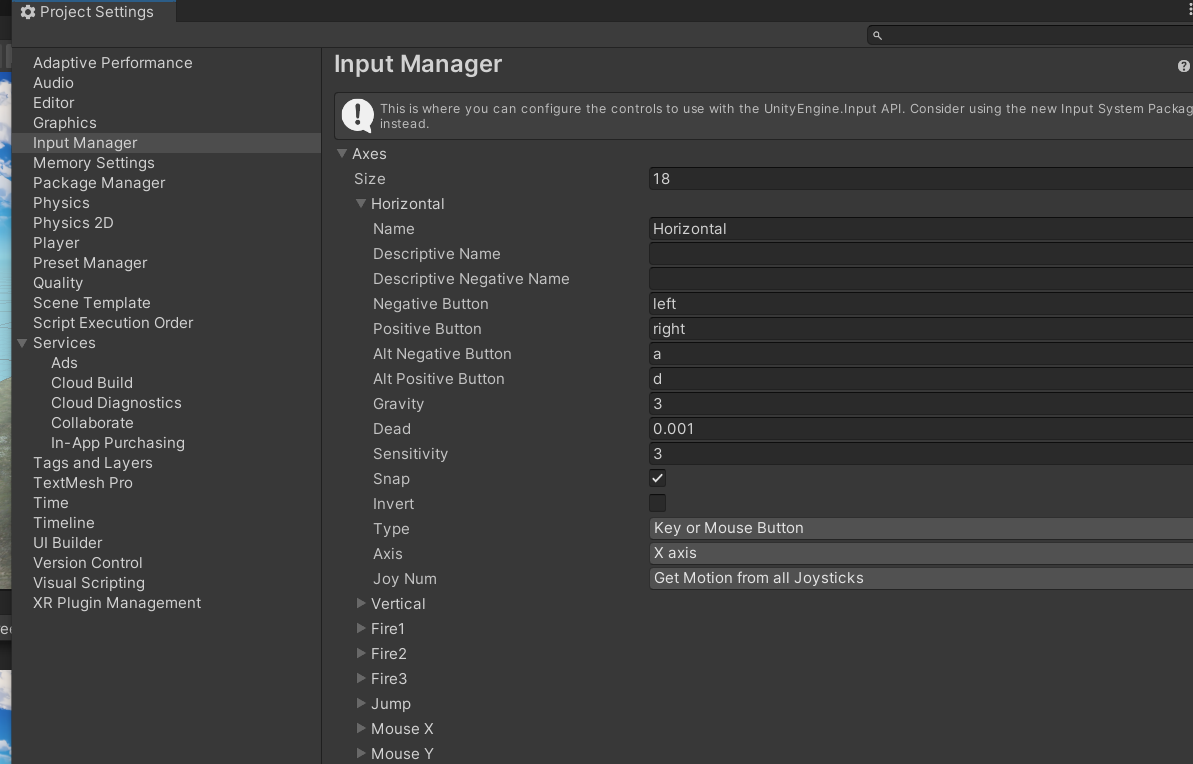 Project Settings
Adaptive Performance
Audio
Editor
Graphics
Input Manager
Memory Settings
Package Manager
Physics
Physics 2D
Player
Preset Manager
Quality
Scene Template
Script Execution Order
Services
Ads
Cloud Build
Cloud Diagnostics
Collaborate
In-App Purchasing
Tags and Layers
TextMesh Pro
Time
Timeline
UI Builder
Version Control
Visual Scripting
XR Plugin Management
Input Manager
This is where you can configure the controls to use with the UnityEngine.Input API. Consider using the new Input System Packag
instead.
Axes
Size 18
Horizontal
Name Horizontal
Descriptive Name
Descriptive Negative Name
Negative Button left
Positive Button right
Alt Negative Button a
Alt Positive Button d
Gravity 3
Dead 0.001
Sensitivity 3
Snap
Invert
Type Key or Mouse Button
Axis X axis
Joy Num Get Motion from all Joysticks
Vertical
Fire1
Fire2
Fire3
Jump
Mouse X
Mouse Y